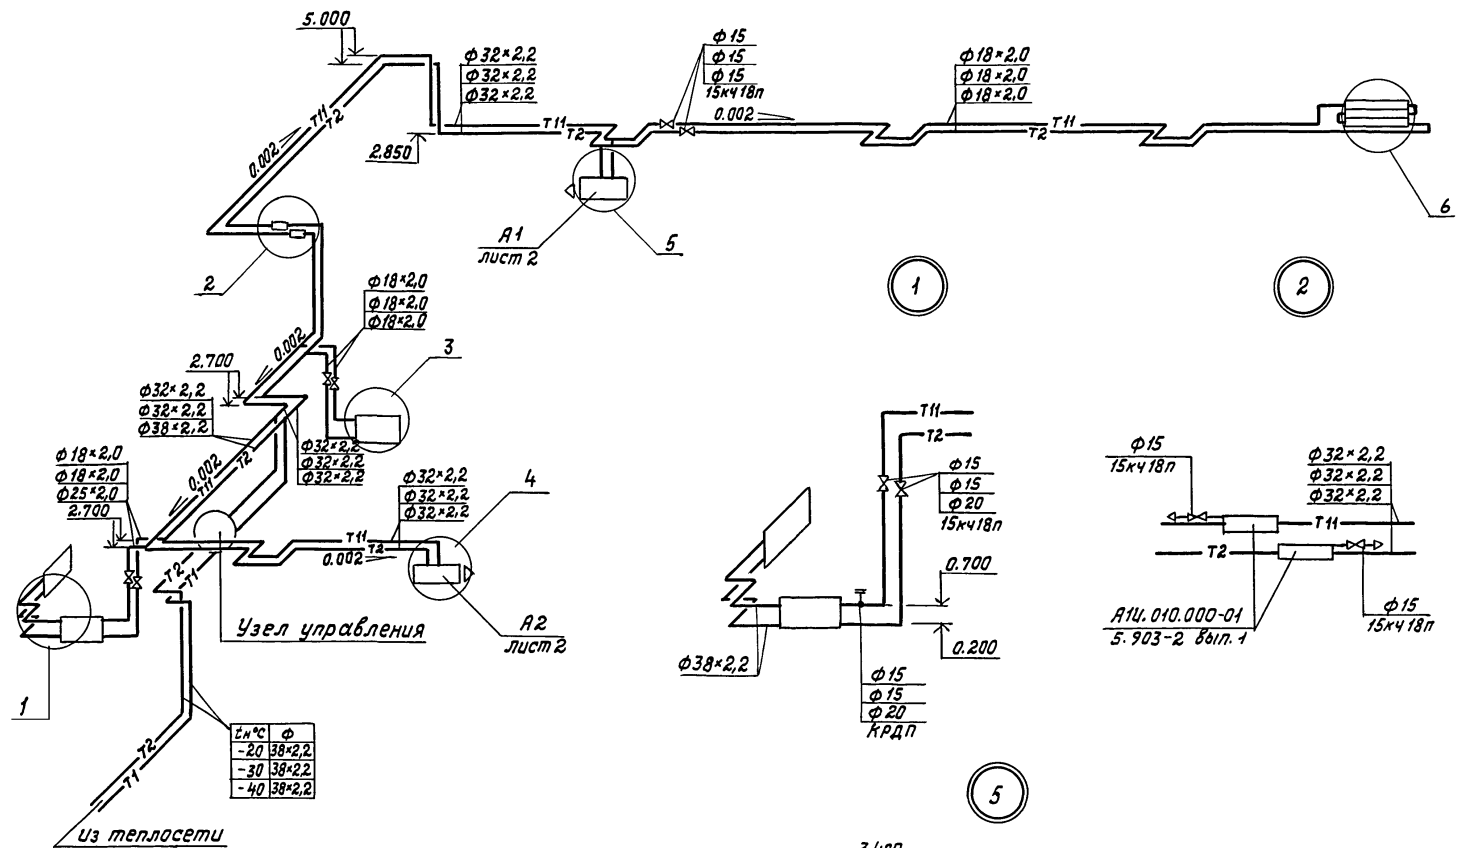 5.000
ф32×2,2
ф32×2,2
ф32×2,2
ф15
ф15
ф15
15кч18п
0.002
ф18×2,0
ф18×2,0
ф18×2,0
Т11
Т2
Т11
Т2
Т11
Т2
0.002
2.850
А1
лист 2
5
6
2
1
2
ф18×2,0
ф18×2,0
ф18×2,0
0.002
3
2.700
ф32×2,2
ф32×2,2
ф38×2,2
ф32×2,2
ф32×2,2
ф32×2,2
Т2
0.002
Т11
ф18×2,0
ф18×2,0
ф25×2,0
2.700
ф32×2,2
ф32×2,2
ф32×2,2
4
Т11
Т2
0.002
Т2
Т1
Узел управления
А2
лист 2
1
tн°С ф
-20 38×2,2
-30 38×2,2
-40 38×2,2
Т2
Т1
из теплосети
Т11
Т2
ф15
ф15
ф20
15кч18п
0.700
0.200
ф38×2,2
ф15
ф15
ф20
КРДП
ф15
15кч18п
ф32×2,2
ф32×2,2
ф32×2,2
Т11
Т2
А1И.010.000-01
5.903-2 вып.1
ф15
15кч18п
5